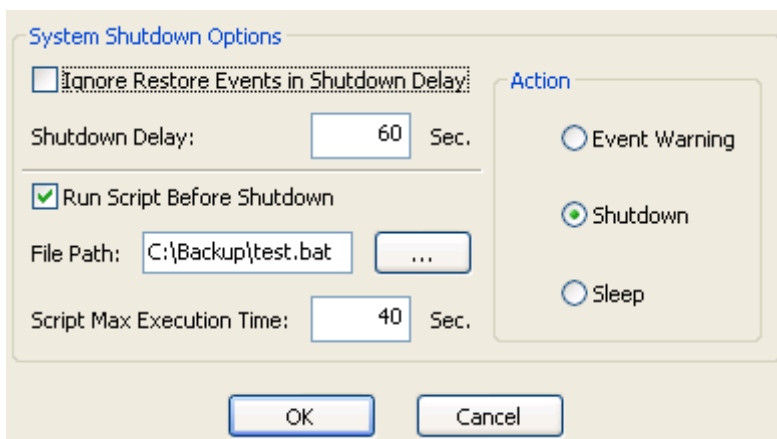 System Shutdown Options
Ignore Restore Events in Shutdown Delay
Shutdown Delay: 60 Sec.
Run Script Before Shutdown
File Path: C:\Backup\test.bat ...
Script Max Execution Time: 40 Sec.
Action
Event Warning
Shutdown
Sleep
OK Cancel